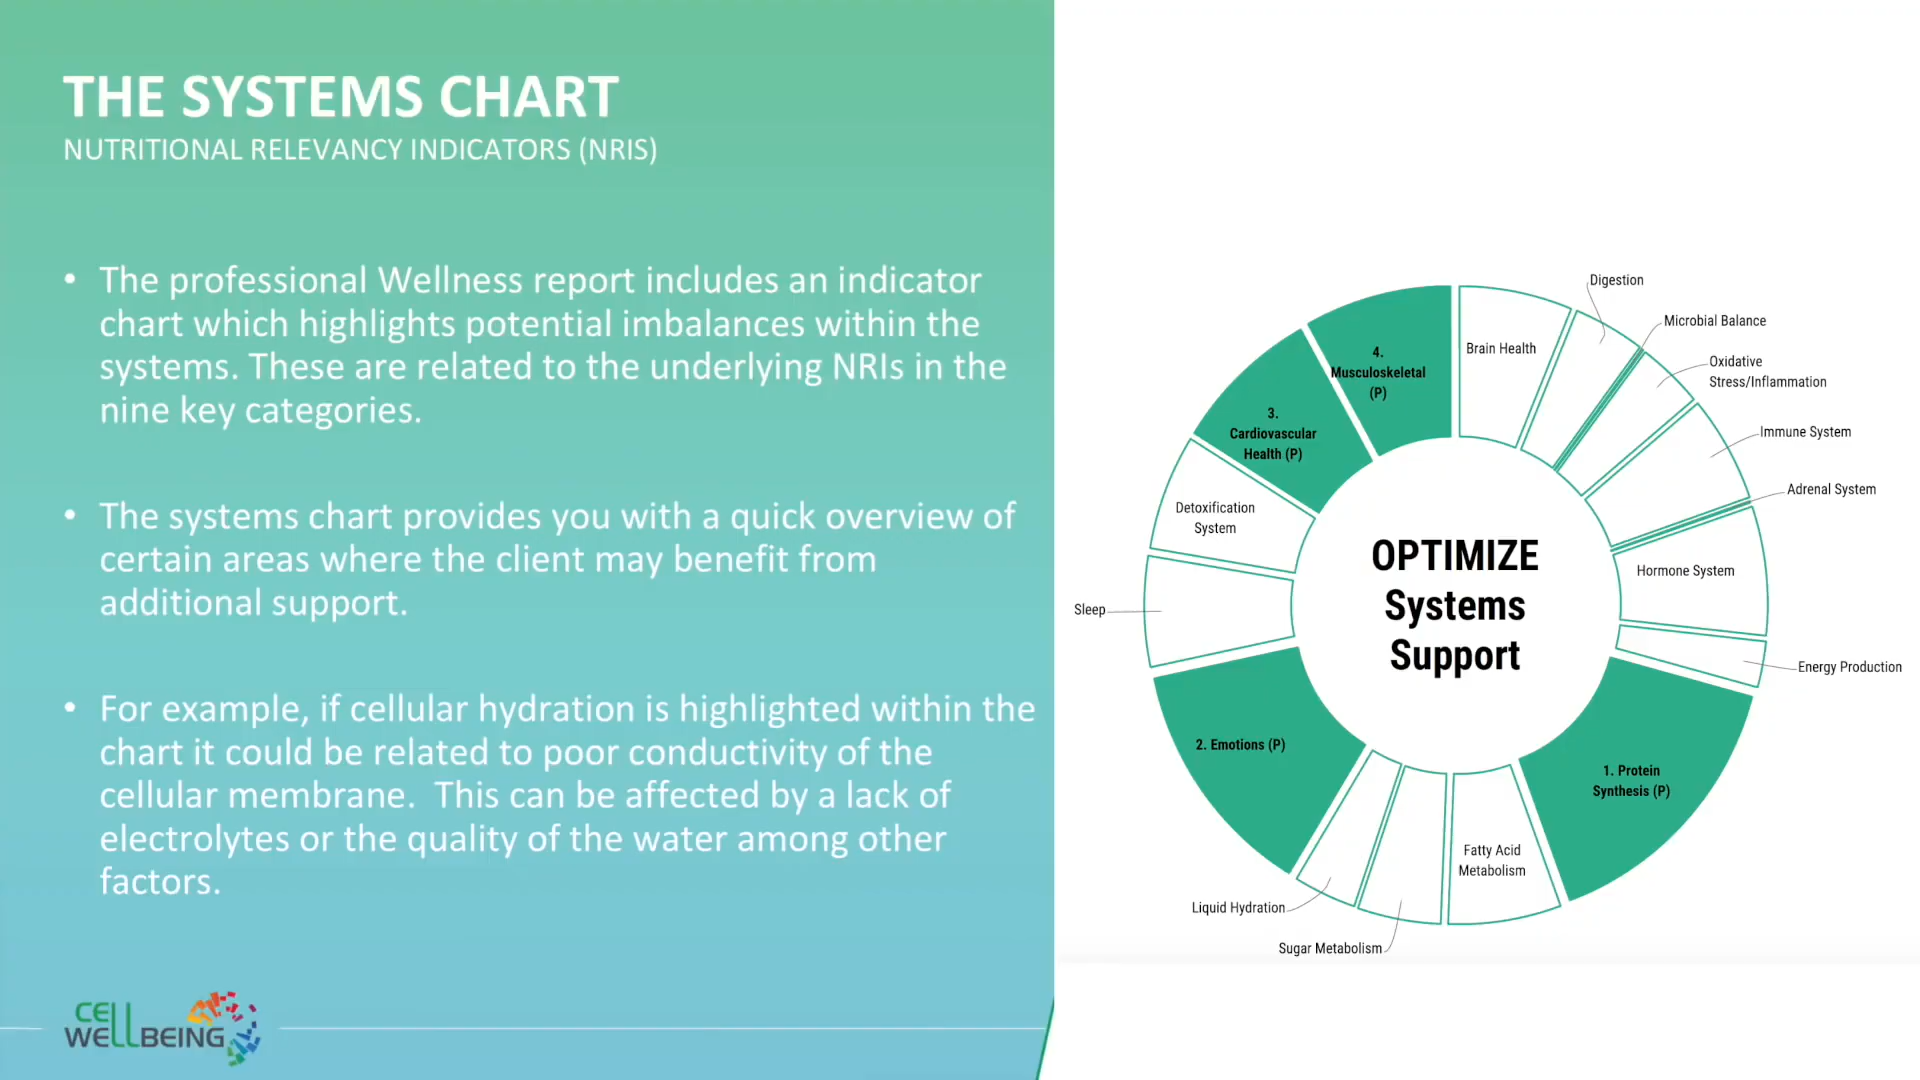 THE SYSTEMS CHART
NUTRITIONAL RELEVANCY INDICATORS (NRIS)
• The professional Wellness report includes an indicator
chart which highlights potential imbalances within the
systems. These are related to the underlying NRIs in the
nine key categories.
• The systems chart provides you with a quick overview of
certain areas where the client may benefit from
additional support.
• For example, if cellular hydration is highlighted within the
chart it could be related to poor conductivity of the
cellular membrane.  This can be affected by a lack of
electrolytes or the quality of the water among other
factors.
CELL
WELLBEING
Digestion
Microbial Balance
Oxidative
Stress/Inflammation
Immune System
Adrenal System
Hormone System
Energy Production
1. Protein
Synthesis (P)
Fatty Acid
Metabolism
Sugar Metabolism
Liquid Hydration
2. Emotions (P)
Sleep
Detoxification
System
3.
Cardiovascular
Health (P)
4.
Musculoskeletal
(P)
Brain Health
OPTIMIZE
Systems
Support